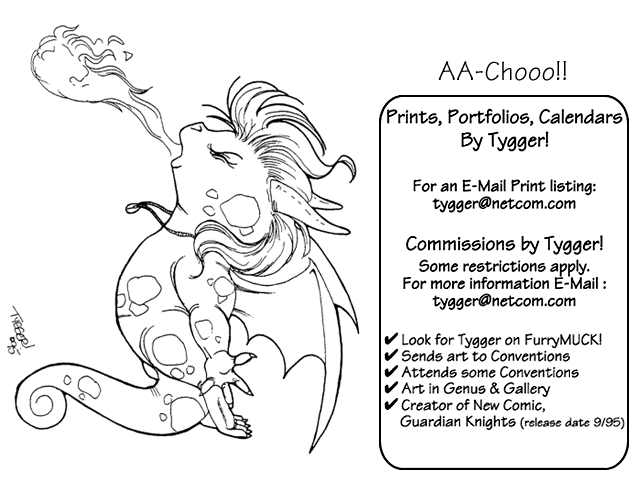 AA-Chooo!!
Prints, Portfolios, Calendars
By Tygger!
For an E-Mail Print listing:
tygger@netcom.com
Commissions by Tygger!
Some restrictions apply.
For more information E-Mail :
tygger@netcom.com
✔ Look for Tygger on FurryMUCK!
✔ Sends art to Conventions
✔ Attends some Conventions
✔ Art in Genus & Gallery
✔ Creator of New Comic,
Guardian Knights (release date 9/95)
Tygger!